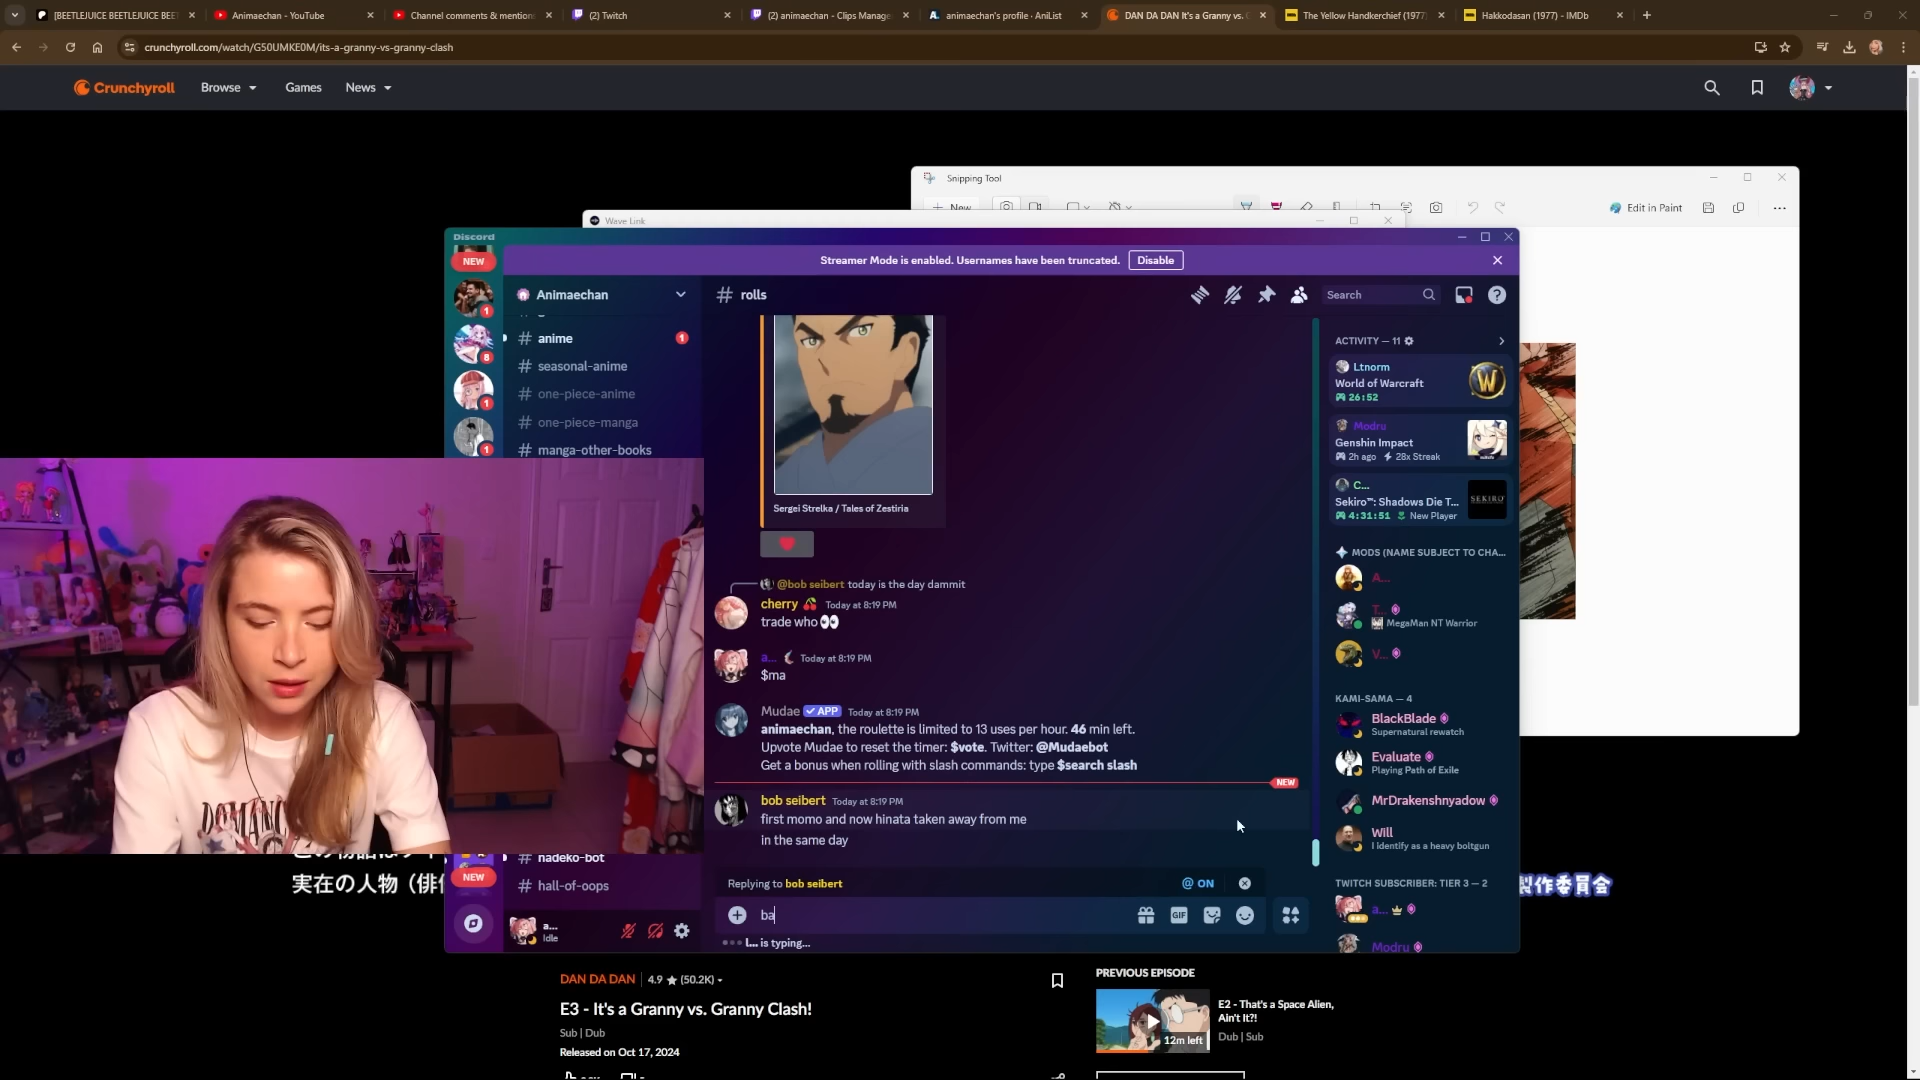 [BEETLEJUICE BEETLEJUICE BEE
Animaechan - YouTube
Channel comments & mentions
(2) Twitch
(2) animaechan - Clips Manage
animaechan's profile · AniList
DAN DA DAN It's a Granny vs. G
The Yellow Handkerchief (1977)
Hakkodasan (1977) - IMDb
crunchyroll.com/watch/G50UMKE0M/its-a-granny-vs-granny-clash
Crunchyroll
Browse
Games
News
Snipping Tool
New
Edit in Paint
Wave Link
Discord
Streamer Mode is enabled. Usernames have been truncated.
Disable
NEW
Animaechan
rolls
Search
1
8
1
1
anime
1
seasonal-anime
one-piece-anime
one-piece-manga
manga-other-books
nadeko-bot
NEW
hall-of-oops
a...
Idle
Sergei Strelka / Tales of Zestiria
@bob seibert today is the day dammit
cherry Today at 8:19 PM
trade who
a... Today at 8:19 PM
$ma
Mudae APP Today at 8:19 PM
animaechan, the roulette is limited to 13 uses per hour. 46 min left.
Upvote Mudae to reset the timer: $vote. Twitter: @Mudaebot
Get a bonus when rolling with slash commands: type $search slash
NEW
bob seibert Today at 8:19 PM
first momo and now hinata taken away from me
in the same day
Replying to bob seibert
@ ON
ba
GIF
l... is typing...
ACTIVITY — 11
Ltnorm
World of Warcraft
26:52
Modru
Genshin Impact
2h ago 28x Streak
C...
Sekiro™: Shadows Die T...
4:31:51 New Player
SEKIRO
MODS (NAME SUBJECT TO CHA...
A...
T...
MegaMan NT Warrior
V...
KAMI-SAMA — 4
BlackBlade
Supernatural rewatch
Evaluate
Playing Path of Exile
MrDrakenshnyadow
Will
I identify as a heavy boltgun
TWITCH SUBSCRIBER: TIER 3 — 2
a...
Modru
実在の人物（俳
製作委員会
DAN DA DAN
4.9 ★ (50.2K)
E3 - It's a Granny vs. Granny Clash!
Sub | Dub
Released on Oct 17, 2024
PREVIOUS EPISODE
12m left
E2 - That's a Space Alien,
Ain't It?!
Dub | Sub